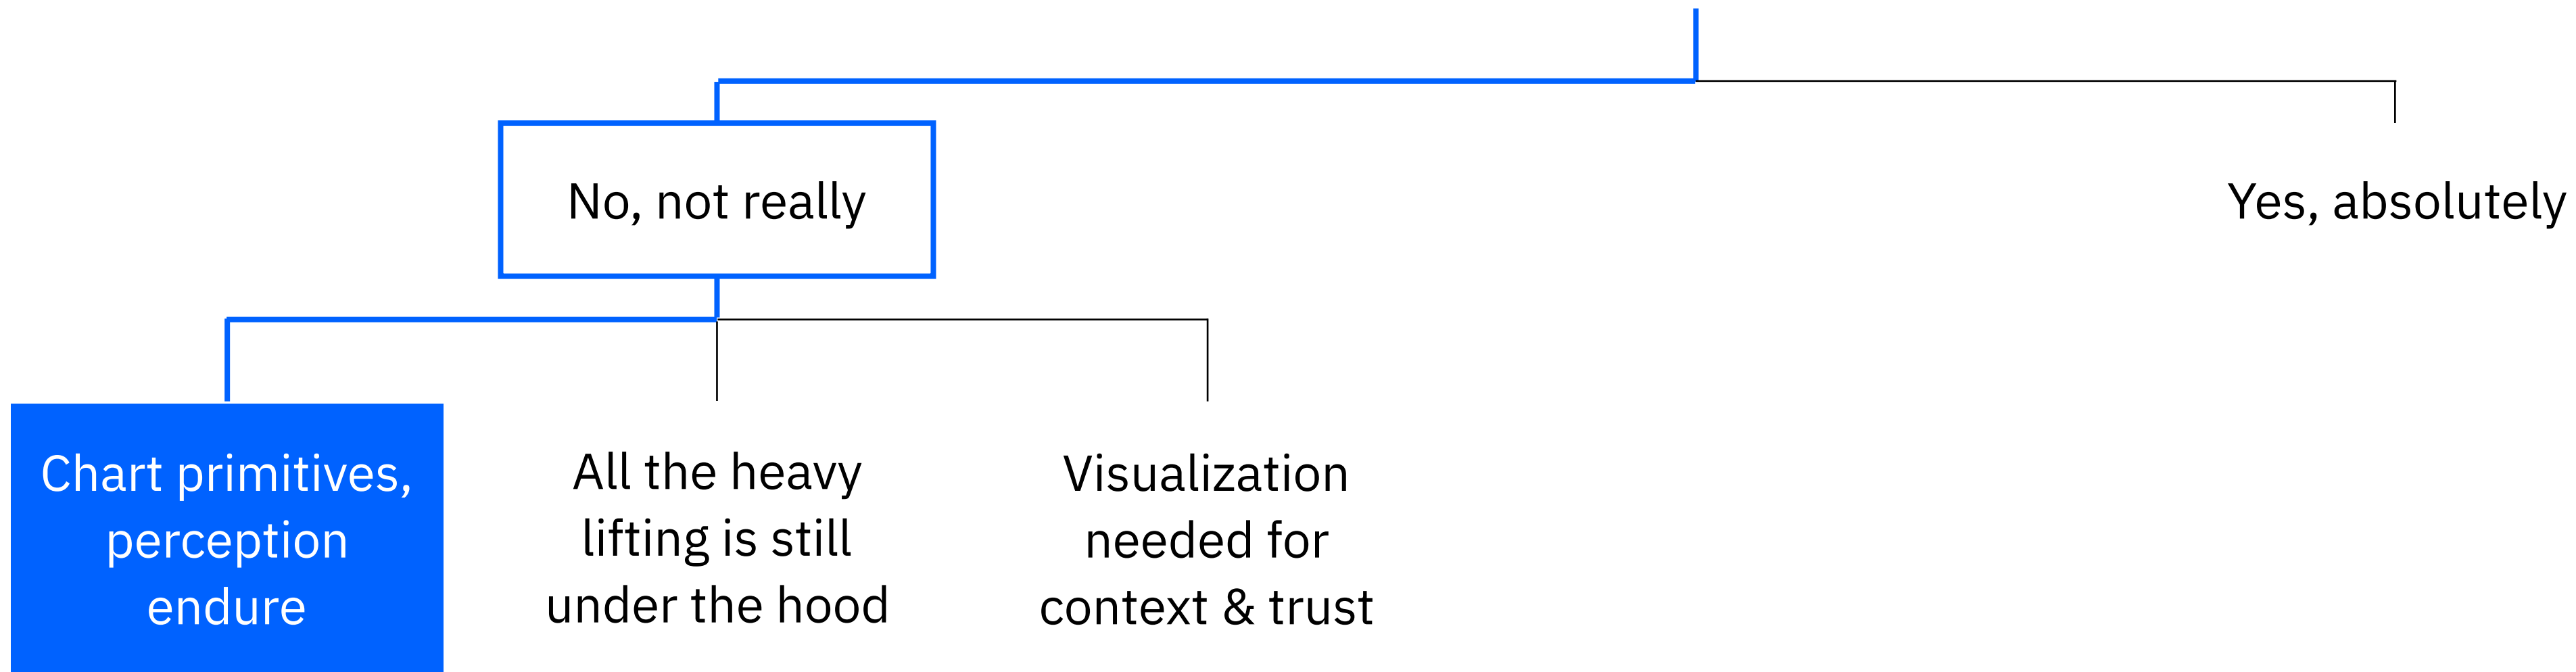 No, not really
Yes, absolutely
Chart primitives,
perception
endure
All the heavy
lifting is still
under the hood
Visualization
needed for
context & trust